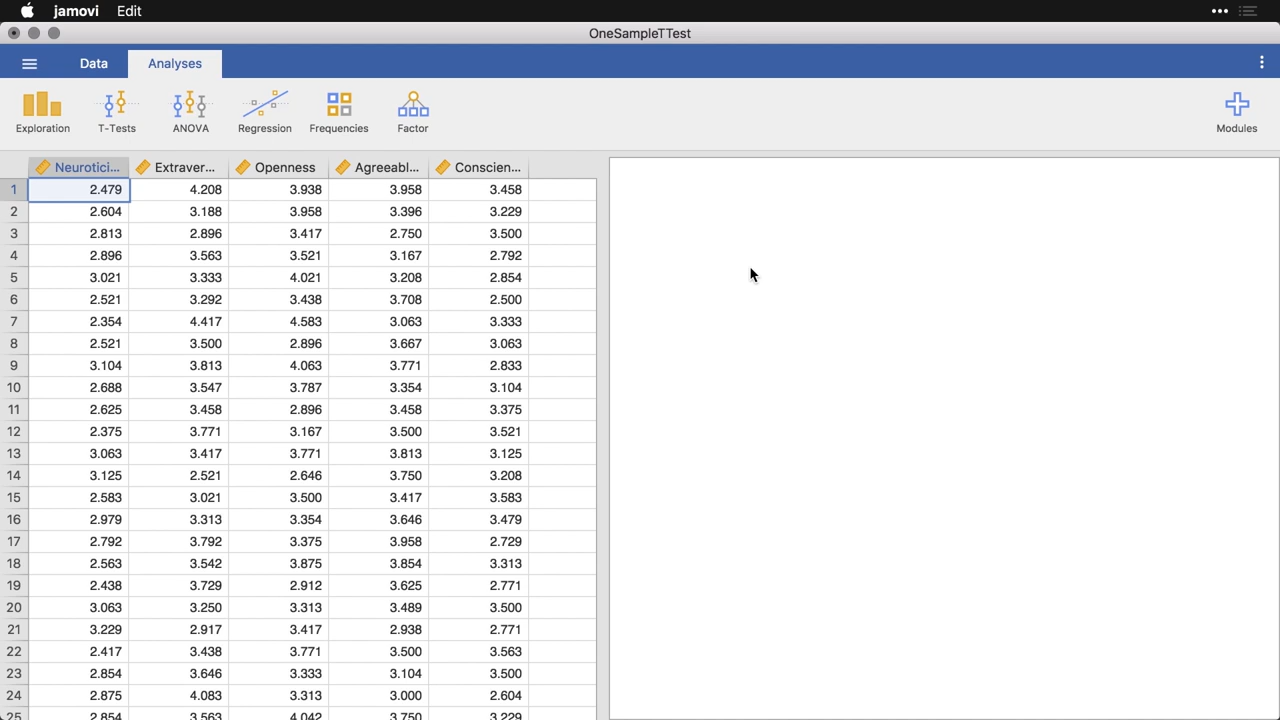 jamovi Edit
OneSampleTTest
Data Analyses
Exploration T-Tests ANOVA Regression Frequencies Factor Modules
Neurotici... Extraver... Openness Agreeabl... Conscien...
1 2.479 4.208 3.938 3.958 3.458
2 2.604 3.188 3.958 3.396 3.229
3 2.813 2.896 3.417 2.750 3.500
4 2.896 3.563 3.521 3.167 2.792
5 3.021 3.333 4.021 3.208 2.854
6 2.521 3.292 3.438 3.708 2.500
7 2.354 4.417 4.583 3.063 3.333
8 2.521 3.500 2.896 3.667 3.063
9 3.104 3.813 4.063 3.771 2.833
10 2.688 3.547 3.787 3.354 3.104
11 2.625 3.458 2.896 3.458 3.375
12 2.375 3.771 3.167 3.500 3.521
13 3.063 3.417 3.771 3.813 3.125
14 3.125 2.521 2.646 3.750 3.208
15 2.583 3.021 3.500 3.417 3.583
16 2.979 3.313 3.354 3.646 3.479
17 2.792 3.792 3.375 3.958 2.729
18 2.563 3.542 3.875 3.854 3.313
19 2.438 3.729 2.912 3.625 2.771
20 3.063 3.250 3.313 3.489 3.500
21 3.229 2.917 3.417 2.938 2.771
22 2.417 3.438 3.771 3.500 3.563
23 2.854 3.646 3.333 3.104 3.500
24 2.875 4.083 3.313 3.000 2.604
25 2.854 3.563 4.042 3.750 3.229